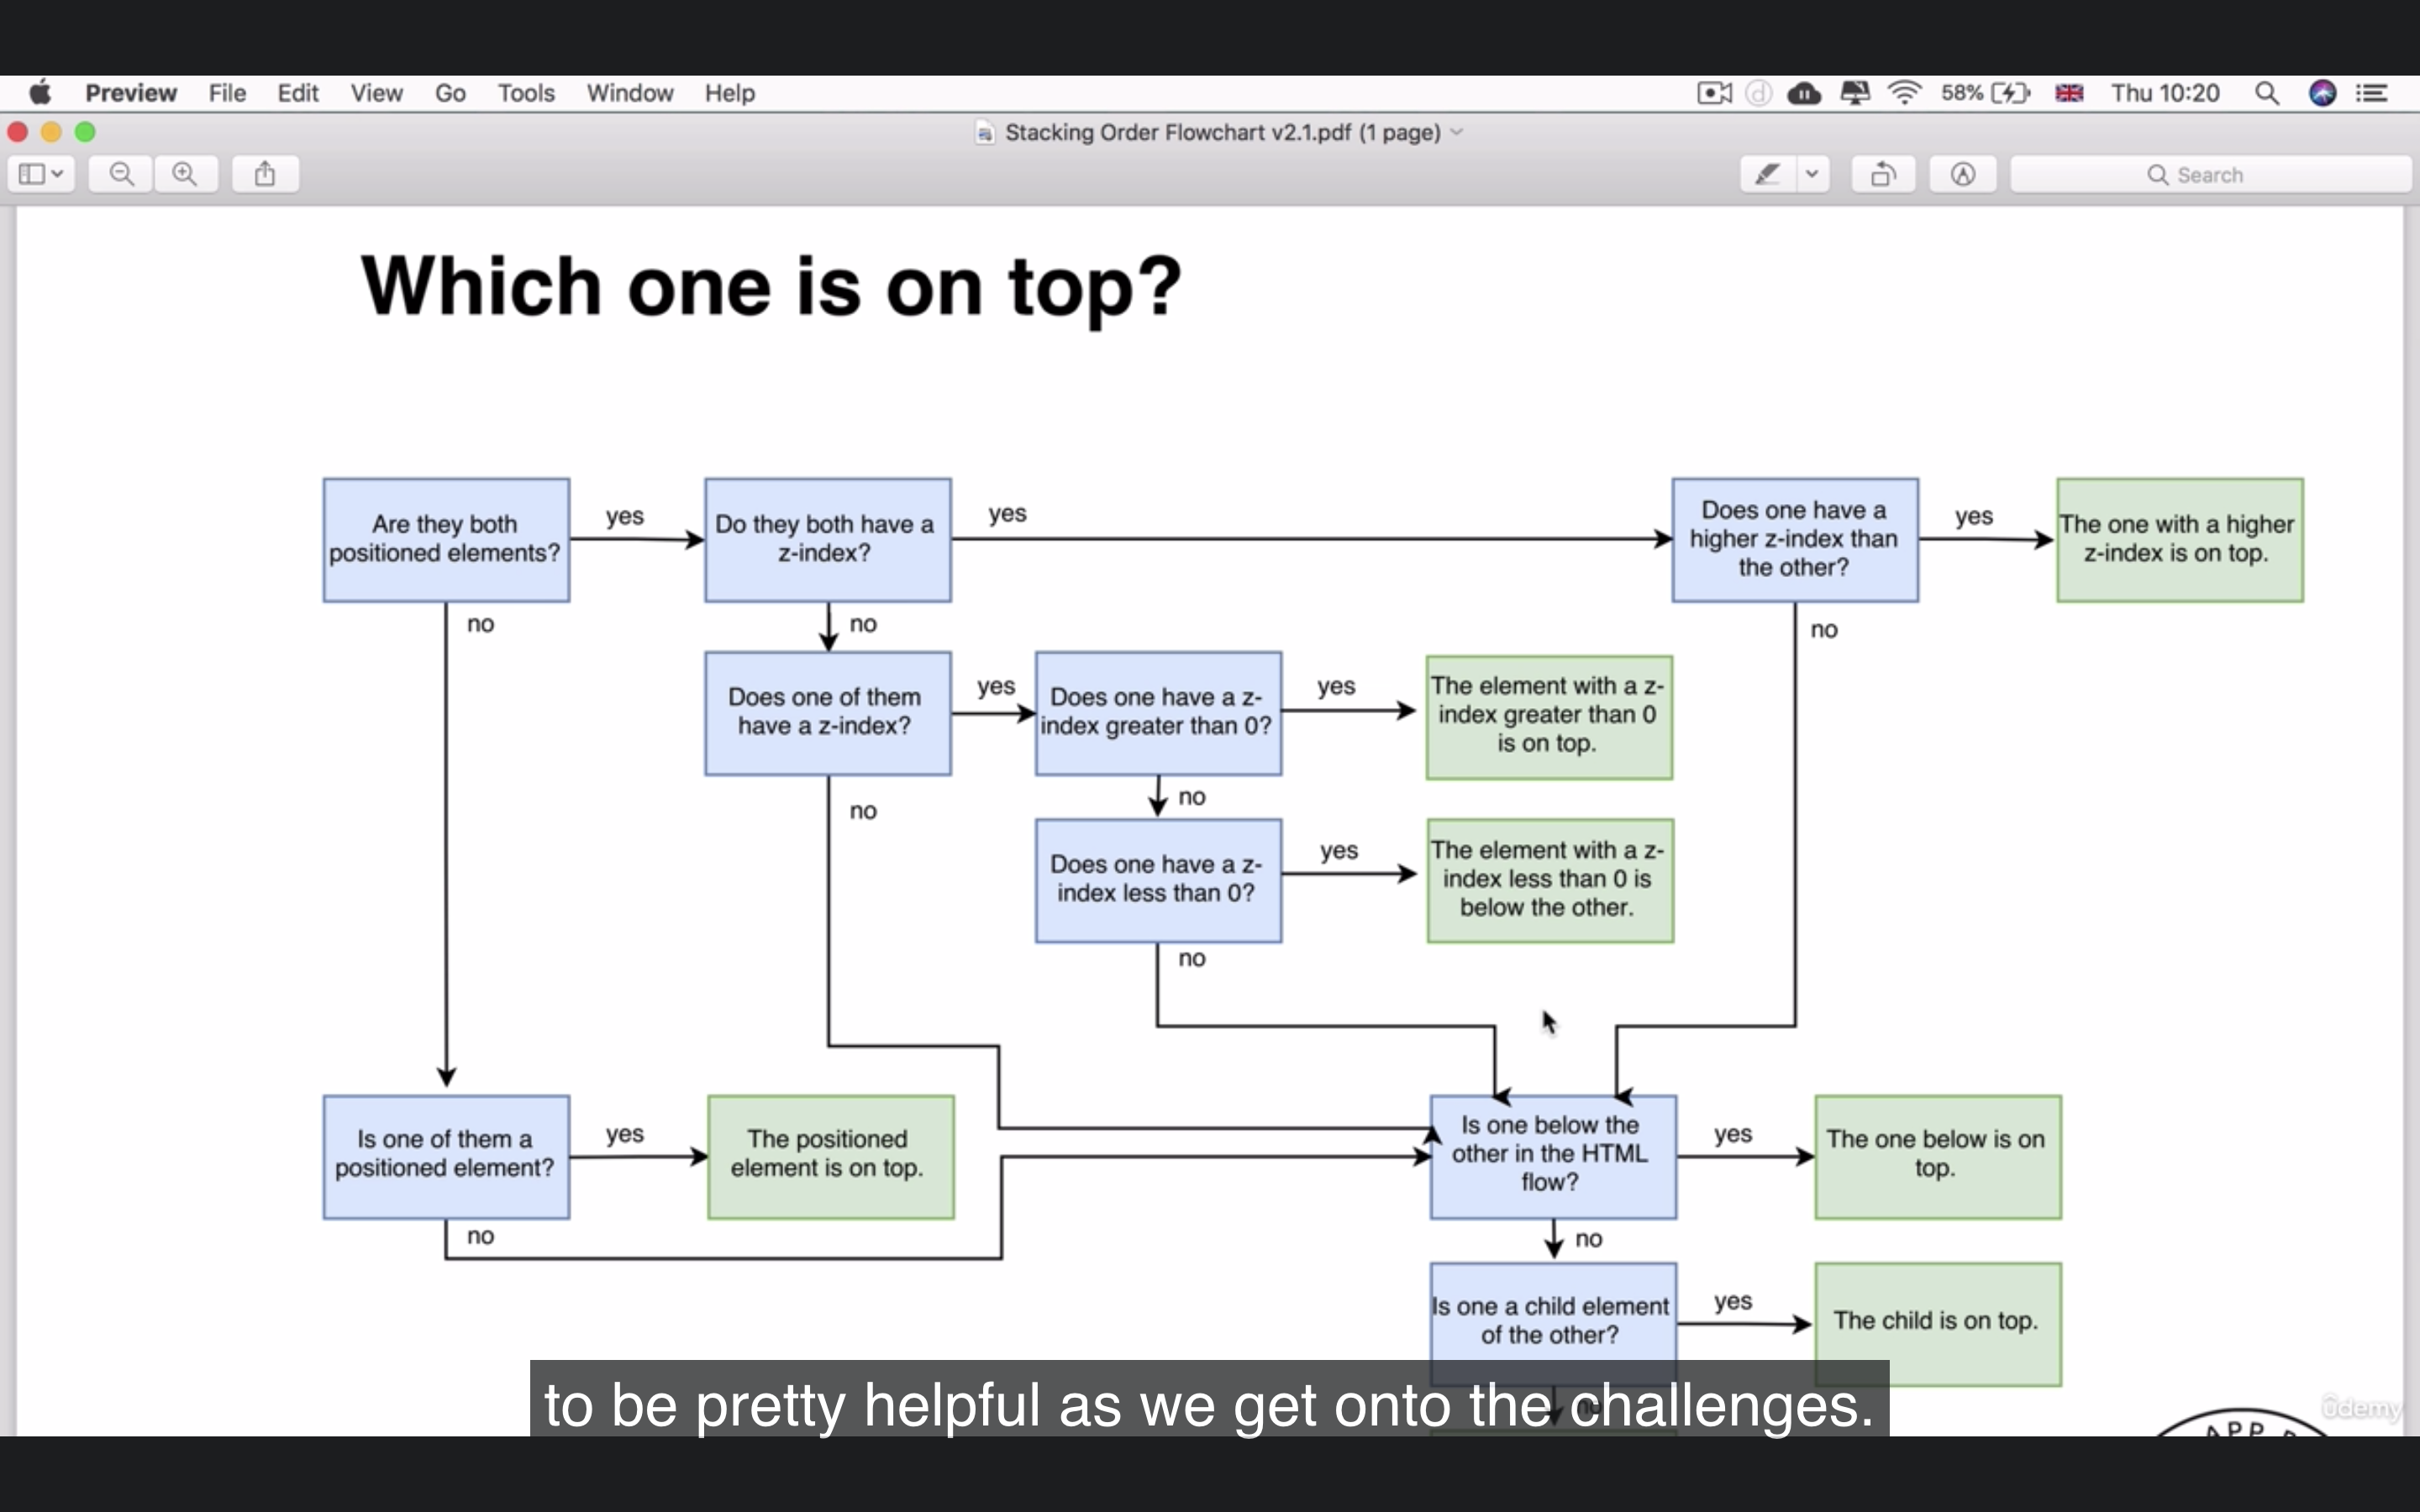 Preview File Edit View Go Tools Window Help 58% Thu 10:20
Stacking Order Flowchart v2.1.pdf (1 page)
Search
Which one is on top?
Are they both
positioned elements?
yes
Do they both have a
z-index?
yes
Does one have a
higher z-index than
the other?
yes
The one with a higher
z-index is on top.
no
no
no
Does one of them
have a z-index?
yes
Does one have a z-
index greater than 0?
yes
The element with a z-
index greater than 0
is on top.
no
no
Does one have a z-
index less than 0?
yes
The element with a z-
index less than 0 is
below the other.
no
Is one of them a
positioned element?
yes
The positioned
element is on top.
Is one below the
other in the HTML
flow?
yes
The one below is on
top.
no
no
Is one a child element
of the other?
yes
The child is on top.
no
to be pretty helpful as we get onto the challenges.
ûdemy
APP